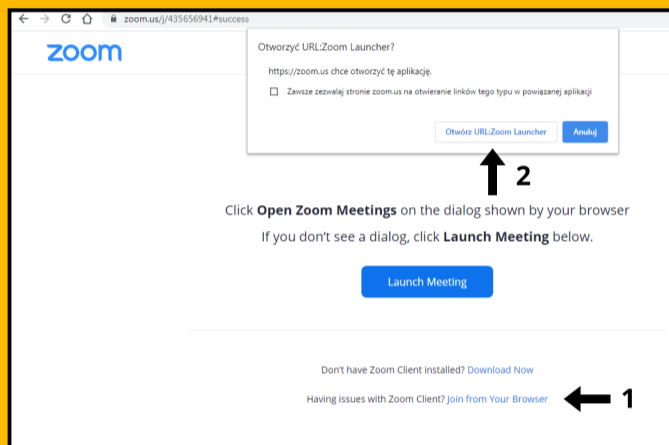 zoom.us/j/435656941#success
zoom
Otworzyć URL:Zoom Launcher?
https://zoom.us chce otworzyć tę aplikację.
Zawsze zezwalaj stronie zoom.us na otwieranie linków tego typu w powiązanej aplikacji
Otwórz URL:Zoom Launcher Anuluj
2
Click Open Zoom Meetings on the dialog shown by your browser
If you don't see a dialog, click Launch Meeting below.
Launch Meeting
Don't have Zoom Client installed? Download Now
Having issues with Zoom Client? Join from Your Browser 1